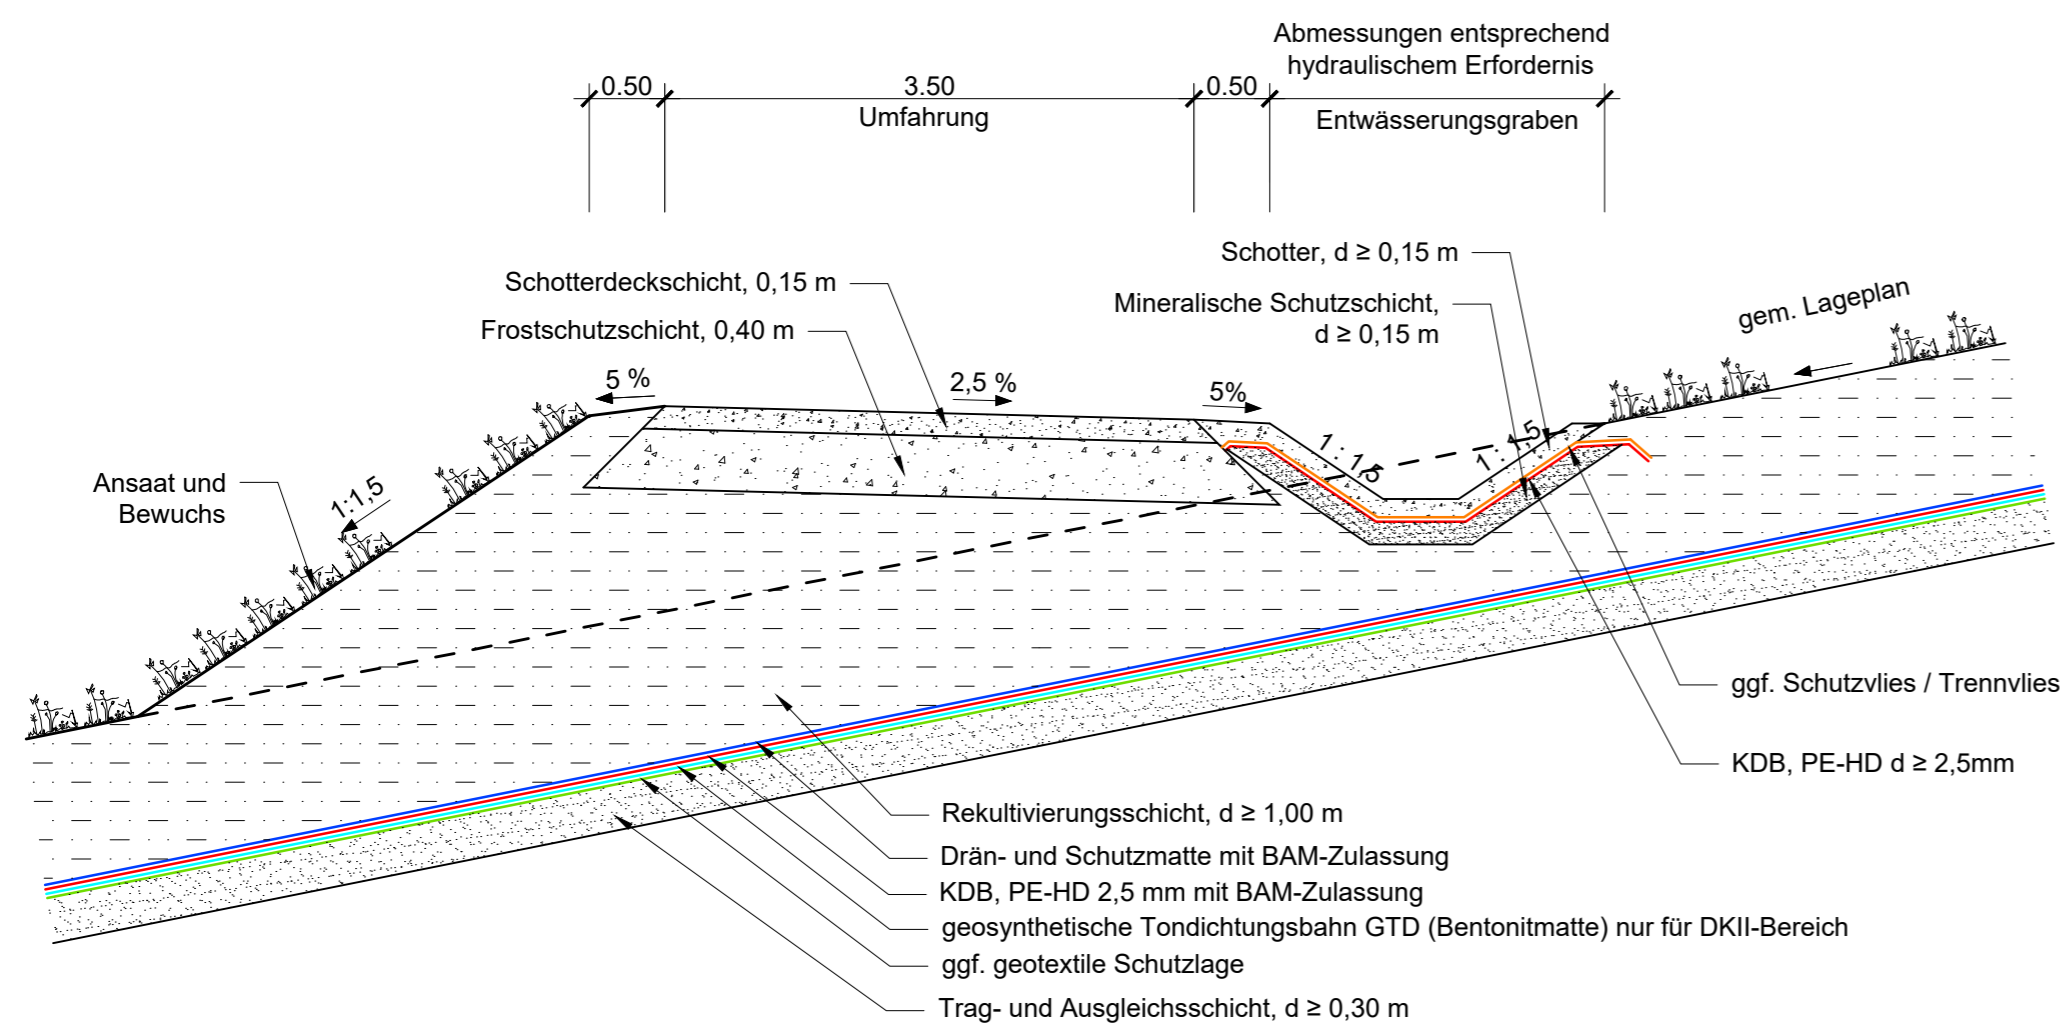 Abmessungen entsprechend
hydraulischem Erfordernis
0.50
3.50
0.50
Umfahrung
Entwässerungsgraben
Schotter, d ≥ 0,15 m
Schotterdeckschicht, 0,15 m
Mineralische Schutzschicht,
d ≥ 0,15 m
Frostschutzschicht, 0,40 m
gem. Lageplan
5 %
2,5 %
5%
1: 1,5
1: 1,5
Ansaat und
Bewuchs
1:1,5
ggf. Schutzvlies / Trennvlies
KDB, PE-HD d ≥ 2,5mm
Rekultivierungsschicht, d ≥ 1,00 m
Drän- und Schutzmatte mit BAM-Zulassung
KDB, PE-HD 2,5 mm mit BAM-Zulassung
geosynthetische Tondichtungsbahn GTD (Bentonitmatte) nur für DKII-Bereich
ggf. geotextile Schutzlage
Trag- und Ausgleichsschicht, d ≥ 0,30 m